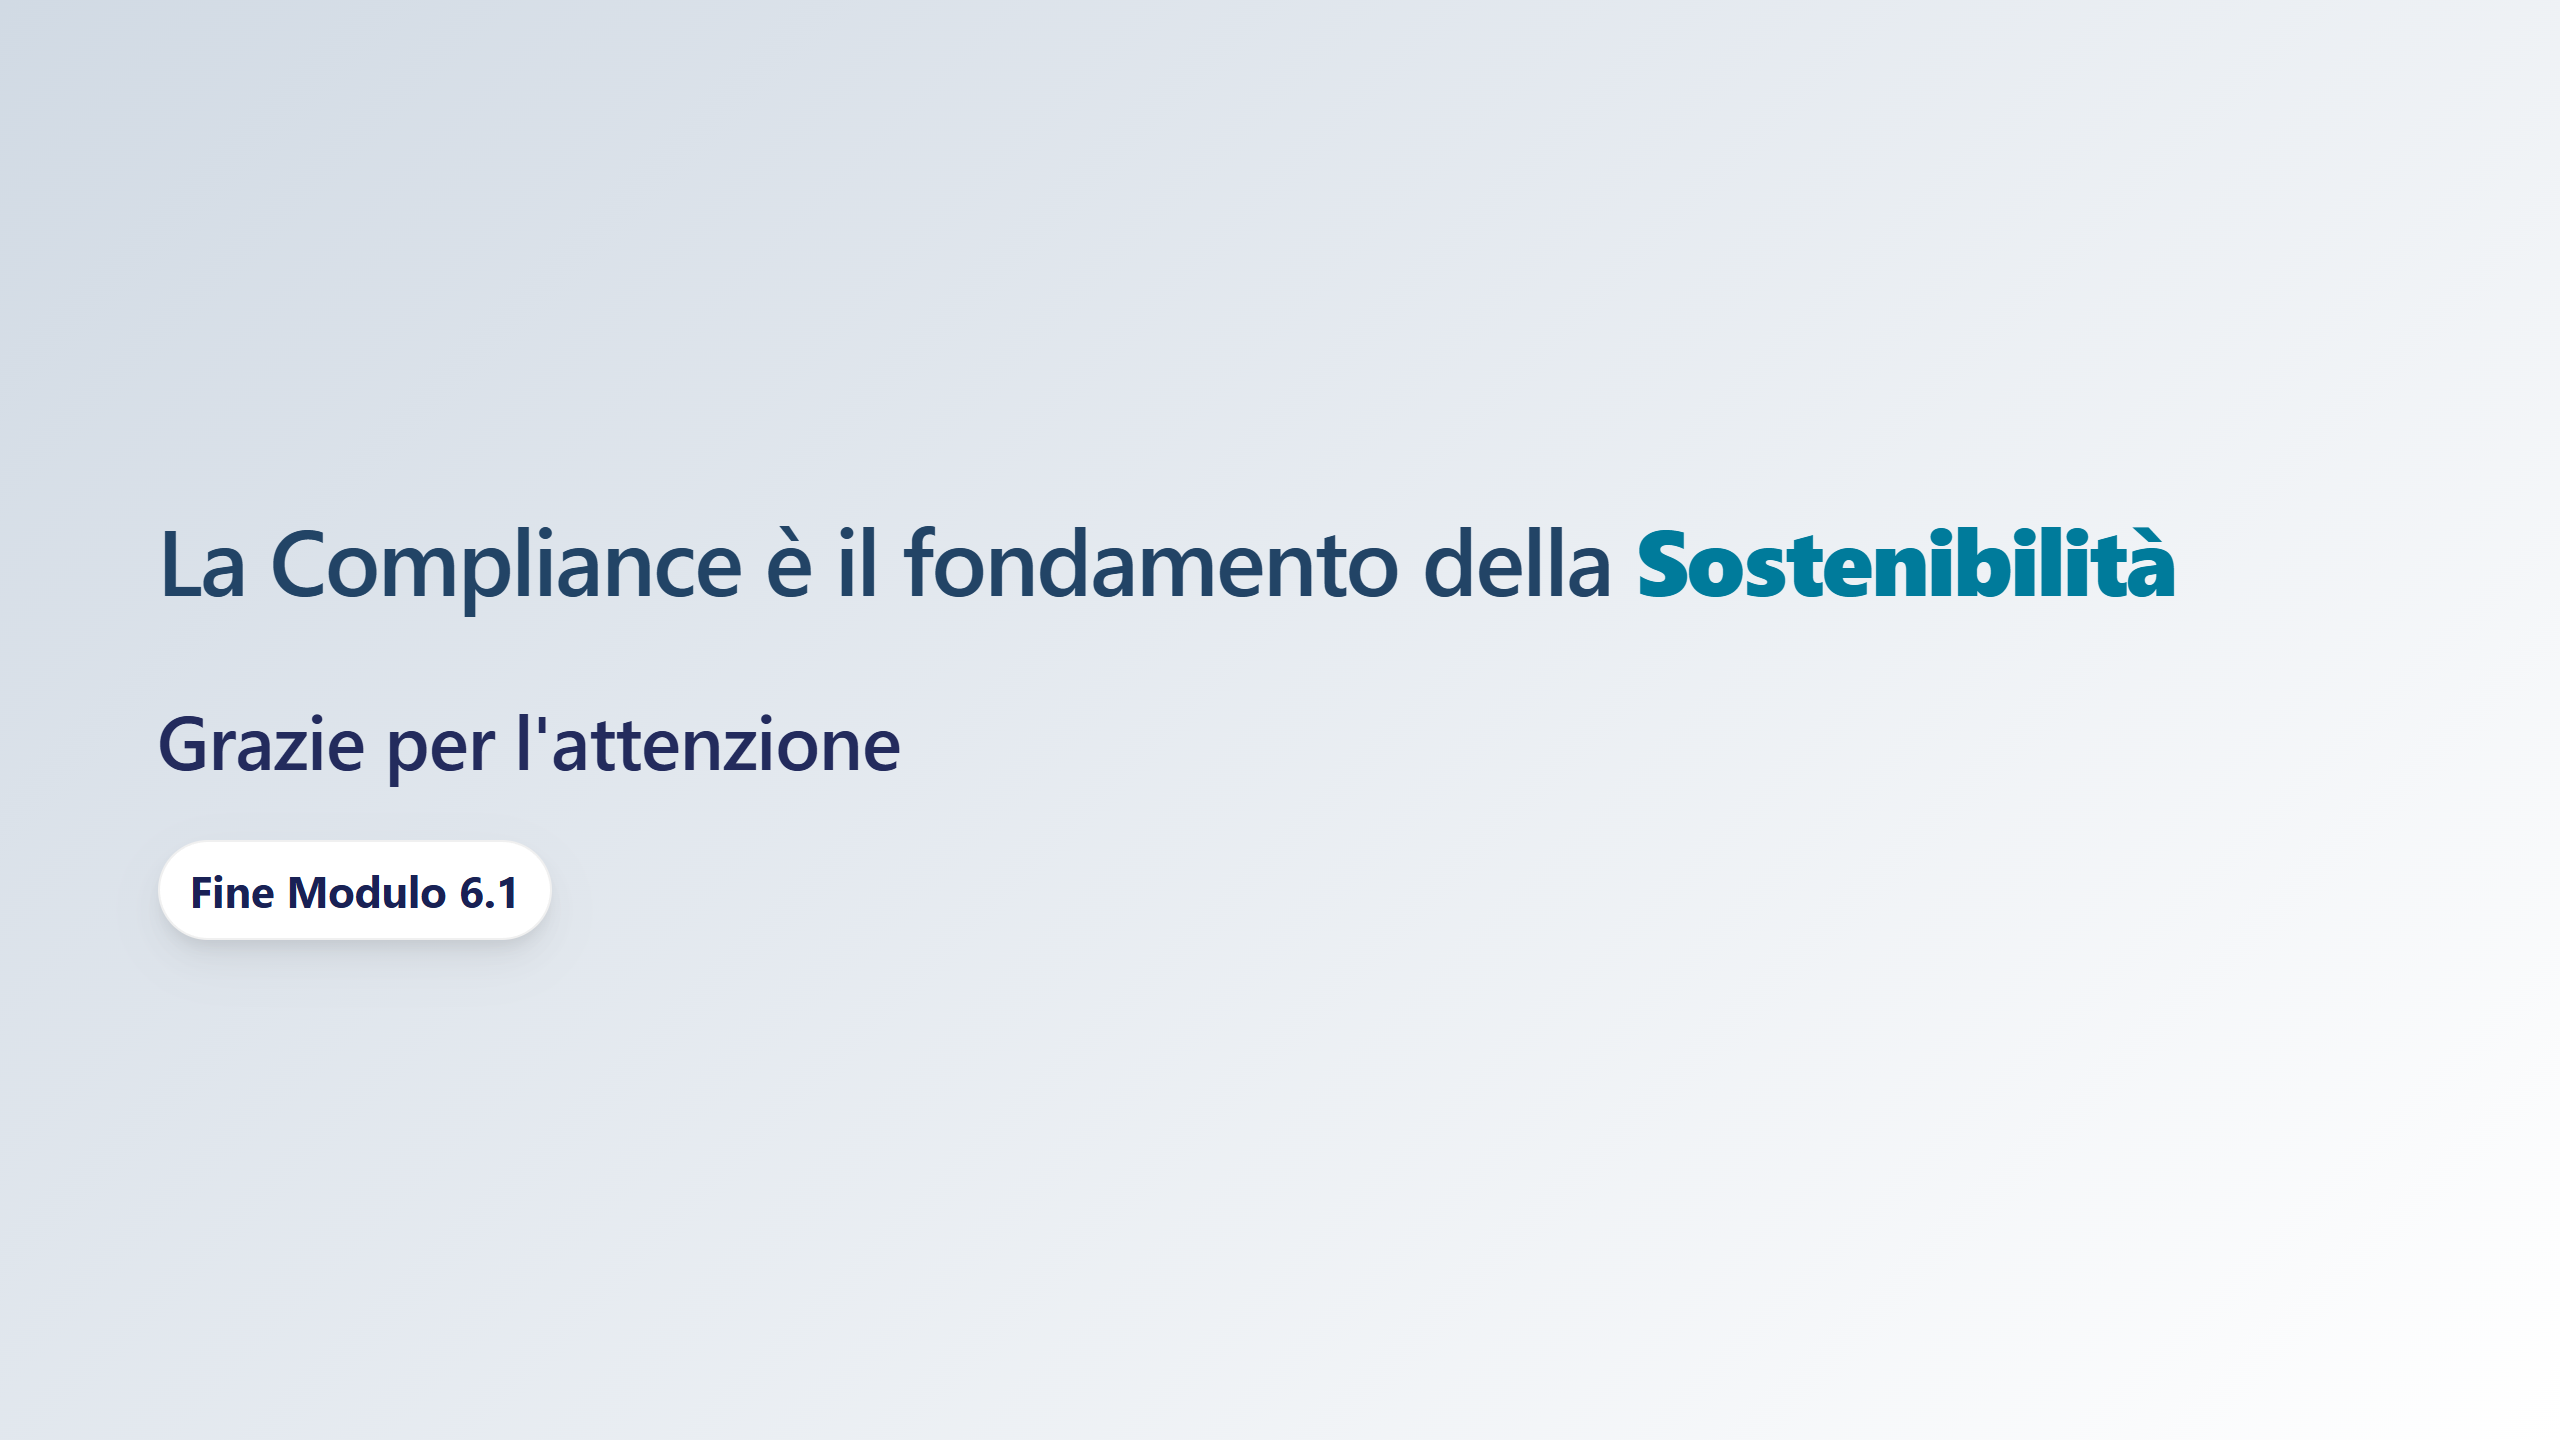 La Compliance è il fondamento della Sostenibilità
Grazie per l'attenzione
Fine Modulo 6.1